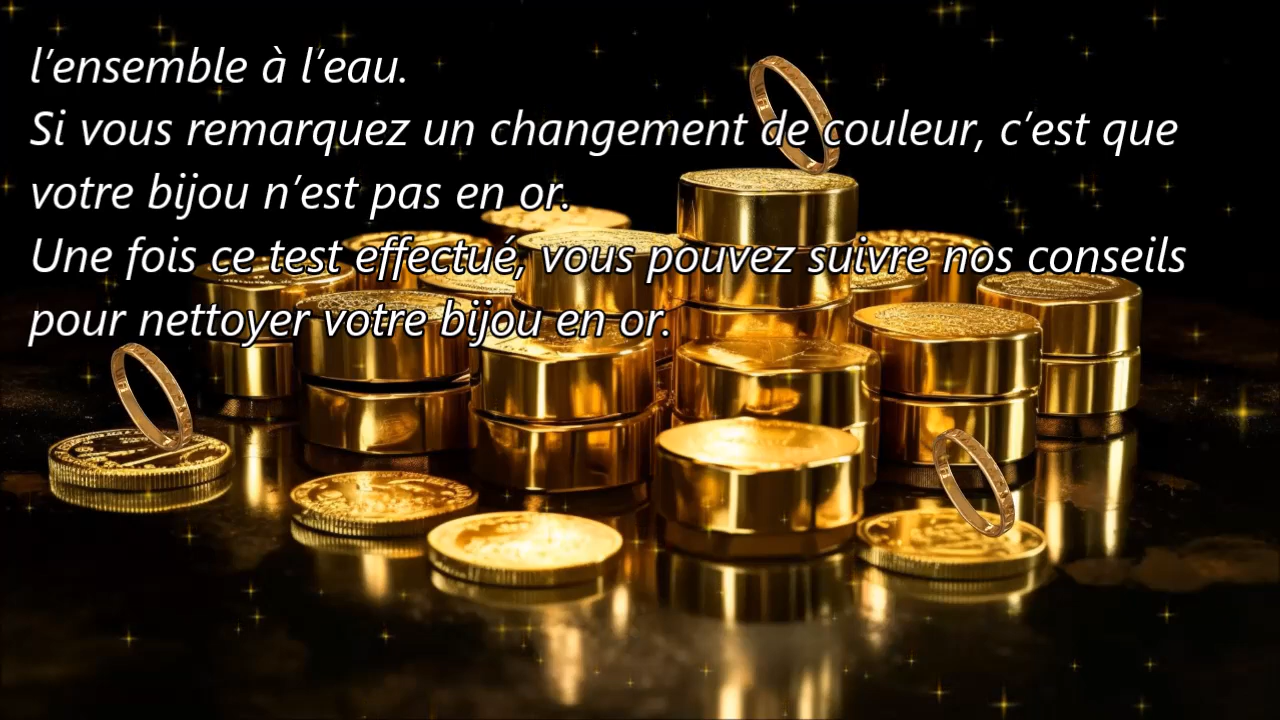 l’ensemble à l’eau.
Si vous remarquez un changement de couleur, c’est que
votre bijou n’est pas en or.
Une fois ce test effectué, vous pouvez suivre nos conseils
pour nettoyer votre bijou en or.